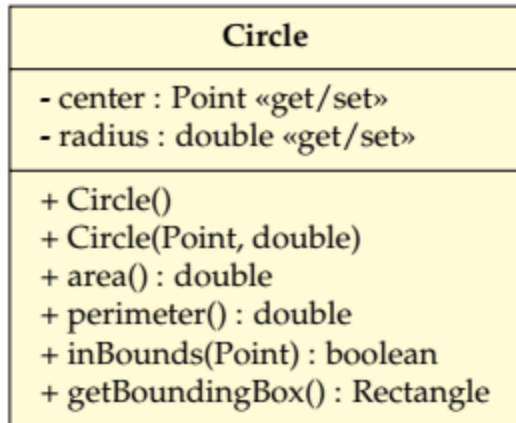 Circle
- center : Point «get/set»
- radius : double «get/set»
+ Circle()
+ Circle(Point, double)
+ area() : double
+ perimeter() : double
+ inBounds(Point) : boolean
+ getBoundingBox() : Rectangle